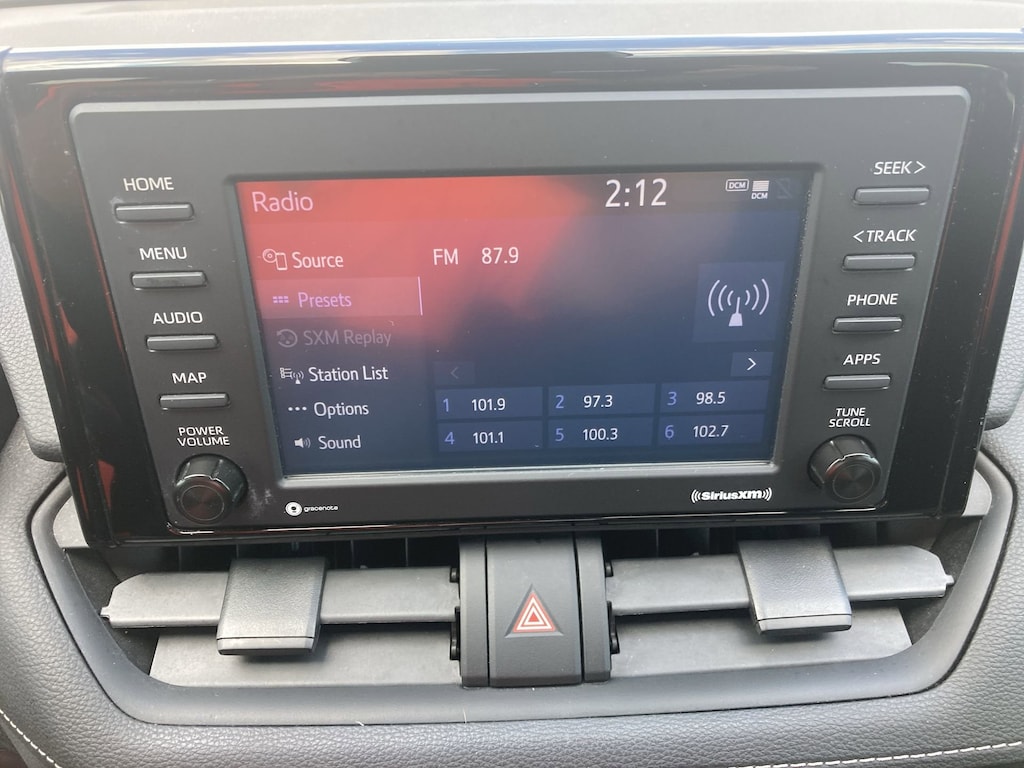 HOME
MENU
AUDIO
MAP
POWER
VOLUME
Radio
2:12
DCM
DCM
Source
FM 87.9
Presets
SXM Replay
Station List
Options
Sound
1 101.9
2 97.3
3 98.5
4 101.1
5 100.3
6 102.7
SEEK >
< TRACK
PHONE
APPS
TUNE
SCROLL
gracenote
((SiriusXM))